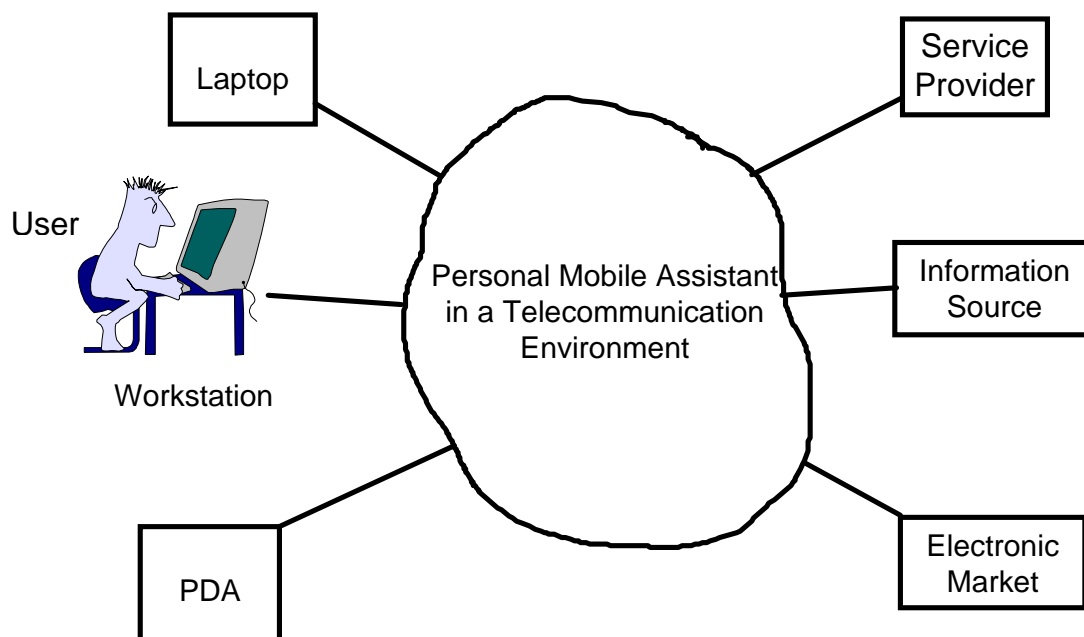 Laptop
Service
Provider
User
Personal Mobile Assistant
in a Telecommunication
Environment
Information
Source
Workstation
PDA
Electronic
Market